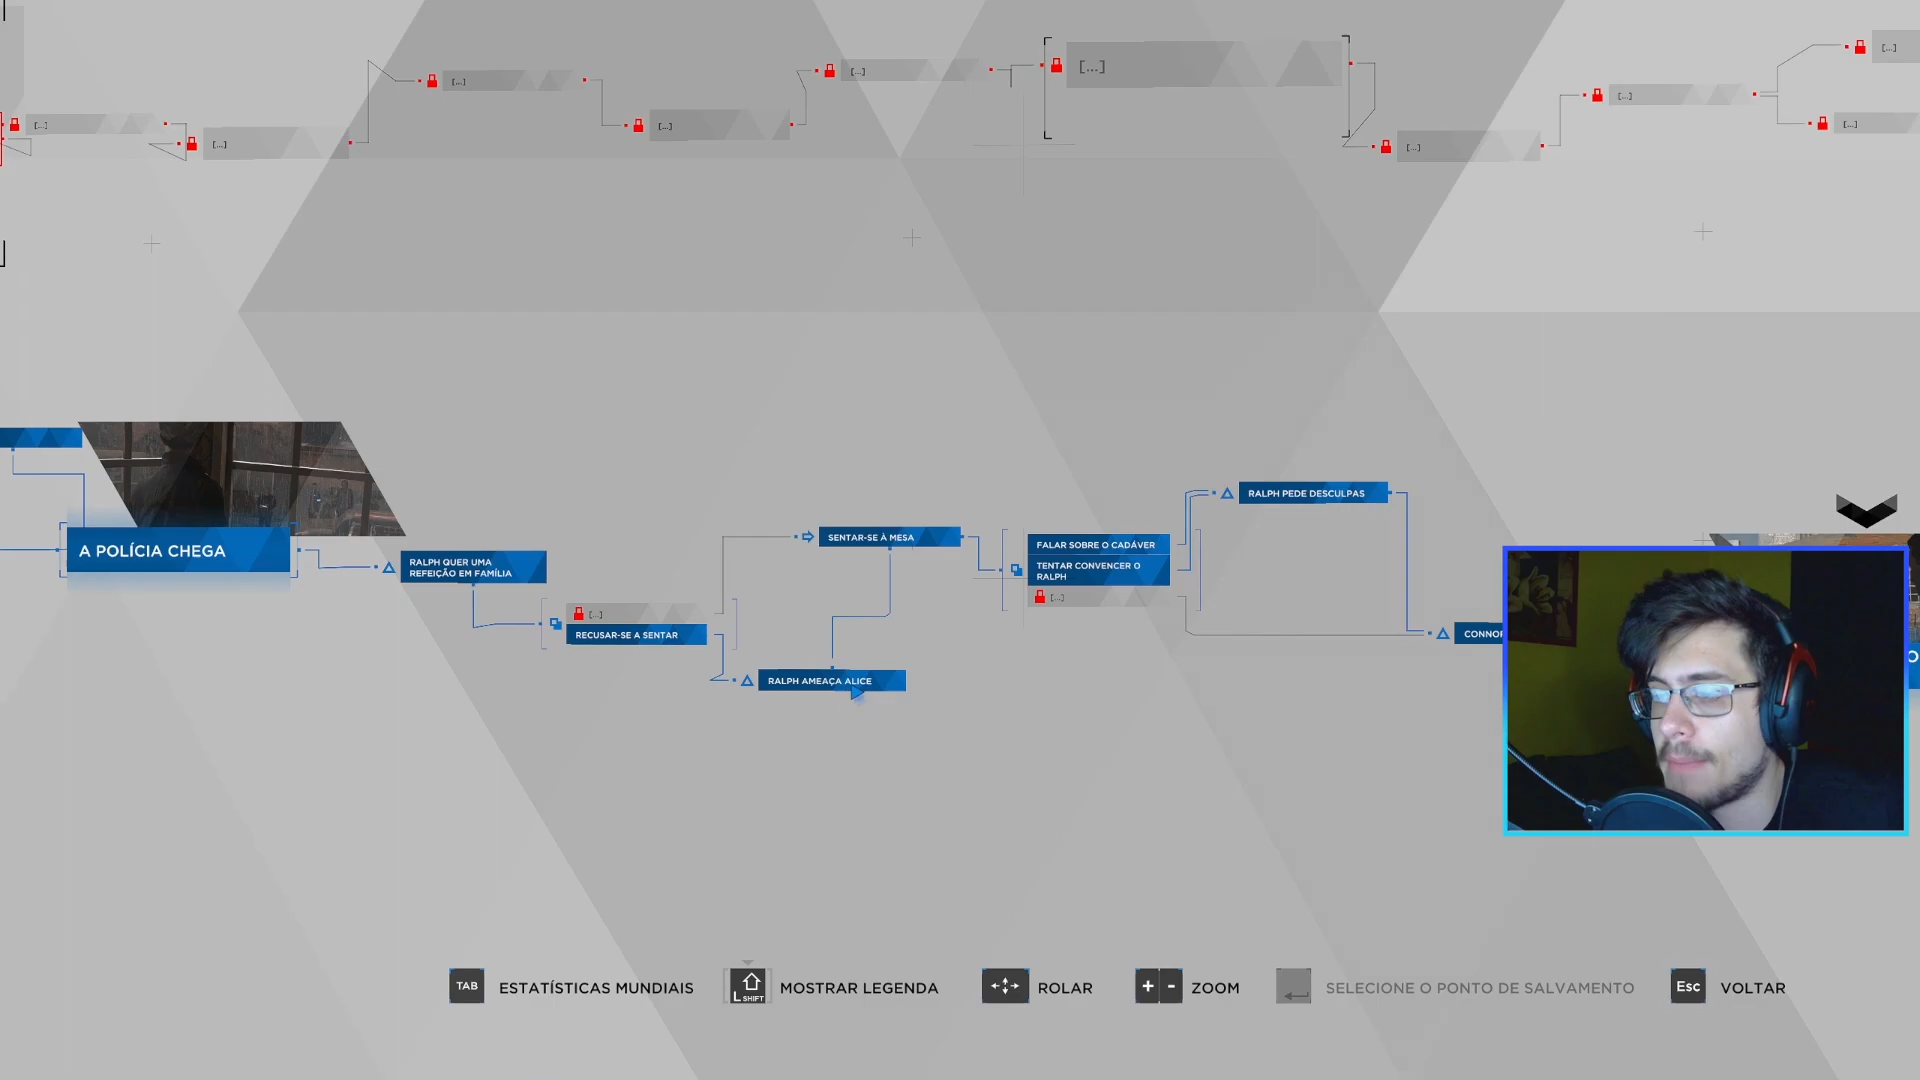 [...]
[...]
[...]
[...]
[...]
[...]
[...]
[...]
[...]
[...]
RALPH PEDE DESCULPAS
SENTAR-SE À MESA
A POLÍCIA CHEGA
FALAR SOBRE O CADÁVER
TENTAR CONVENCER O
RALPH
[...]
RALPH QUER UMA
REFEIÇÃO EM FAMÍLIA
[...]
RECUSAR-SE A SENTAR
RALPH AMEAÇA ALICE
TAB ESTATÍSTICAS MUNDIAIS
L SHIFT MOSTRAR LEGENDA
ROLAR
+ - ZOOM
SELECIONE O PONTO DE SALVAMENTO
Esc VOLTAR